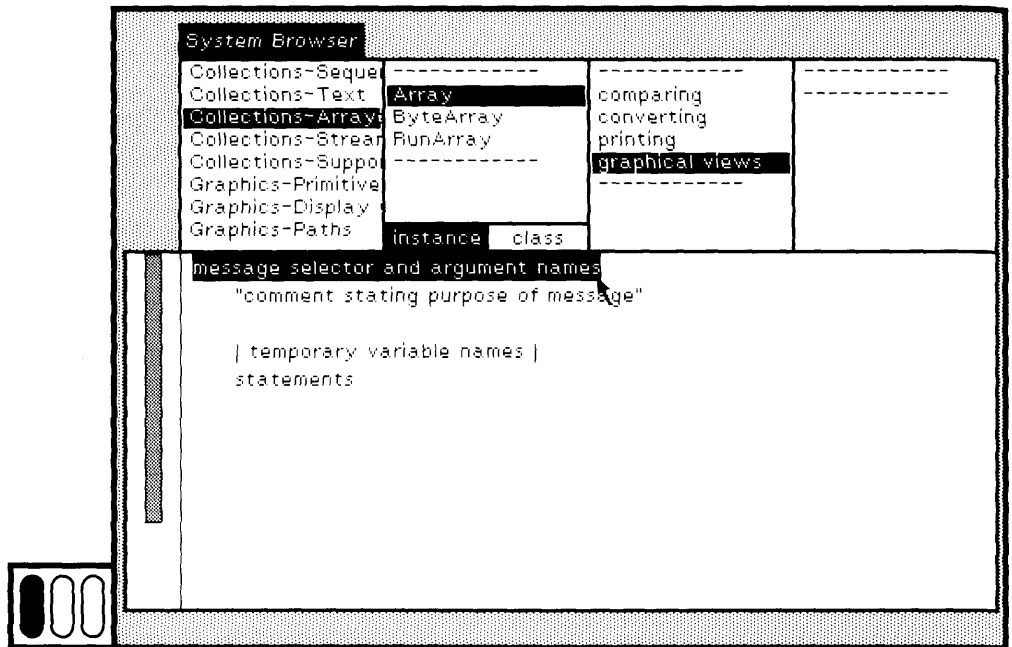 System Browser
Collections-Seque
Collections-Text
Collections-Array
Collections-Strear
Collections-Suppo
Graphics-Primitive
Graphics-Display
Graphics-Paths
------------
Array
ByteArray
RunArray
------------
instance class
------------
comparing
converting
printing
graphical views
------------
------------
------------
message selector and argument names
"comment stating purpose of message"
| temporary variable names |
statements